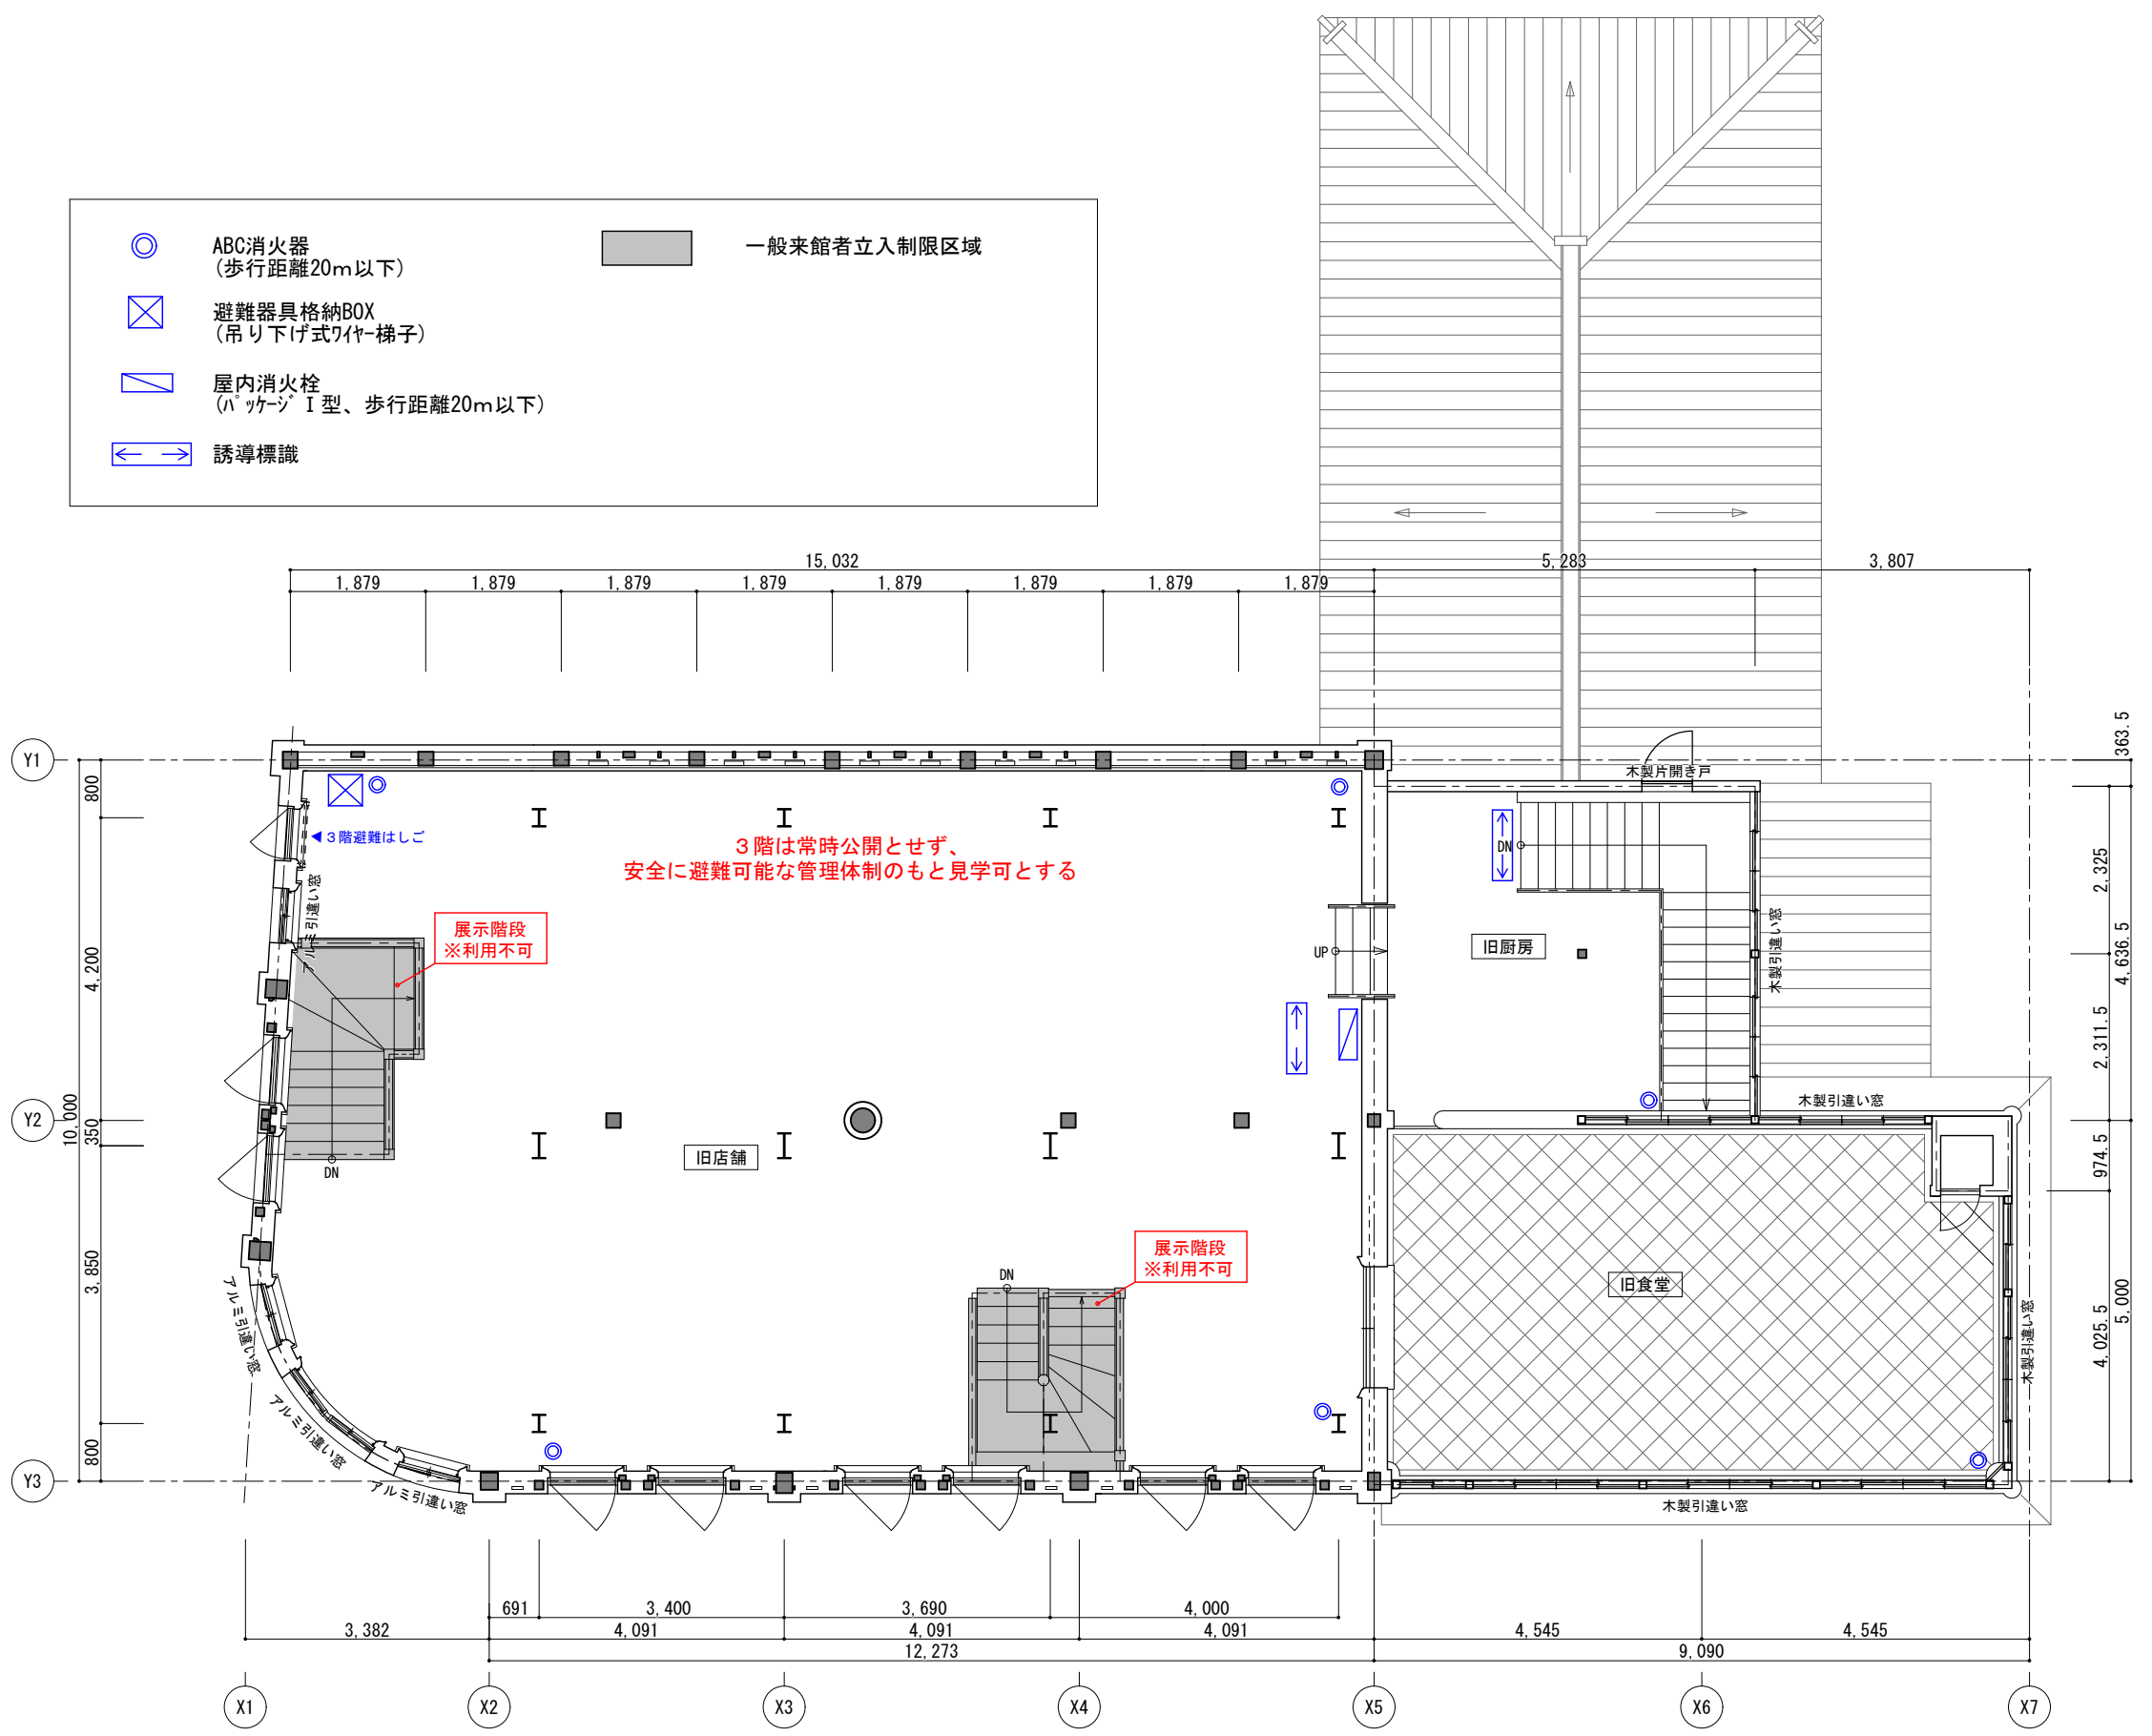 ABC消火器
(歩行距離20m以下)
一般来館者立入制限区域
避難器具格納BOX
(吊り下げ式ﾜｲﾔｰ梯子)
屋内消火栓
(ﾊﾟｯｹｰｼﾞⅠ型、歩行距離20m以下)
誘導標識
15,032
5,283
3,807
1,879
1,879
1,879
1,879
1,879
1,879
1,879
1,879
363.5
Y1
木製片開き戸
800
◀３階避難はしご
３階は常時公開とせず、
安全に避難可能な管理体制のもと見学可とする
DN
2,325
アルミ引違い窓
展示階段
※利用不可
UP
旧厨房
木製引違い窓
4,200
4,636.5
2,311.5
木製引違い窓
Y2
10,000
350
旧店舗
DN
974.5
展示階段
※利用不可
DN
旧食堂
3,850
アルミ引違い窓
木製引違い窓
4,025.5
5,000
アルミ引違い窓
800
Y3
アルミ引違い窓
木製引違い窓
691
3,400
3,690
4,000
3,382
4,091
4,091
4,091
4,545
4,545
12,273
9,090
X1
X2
X3
X4
X5
X6
X7